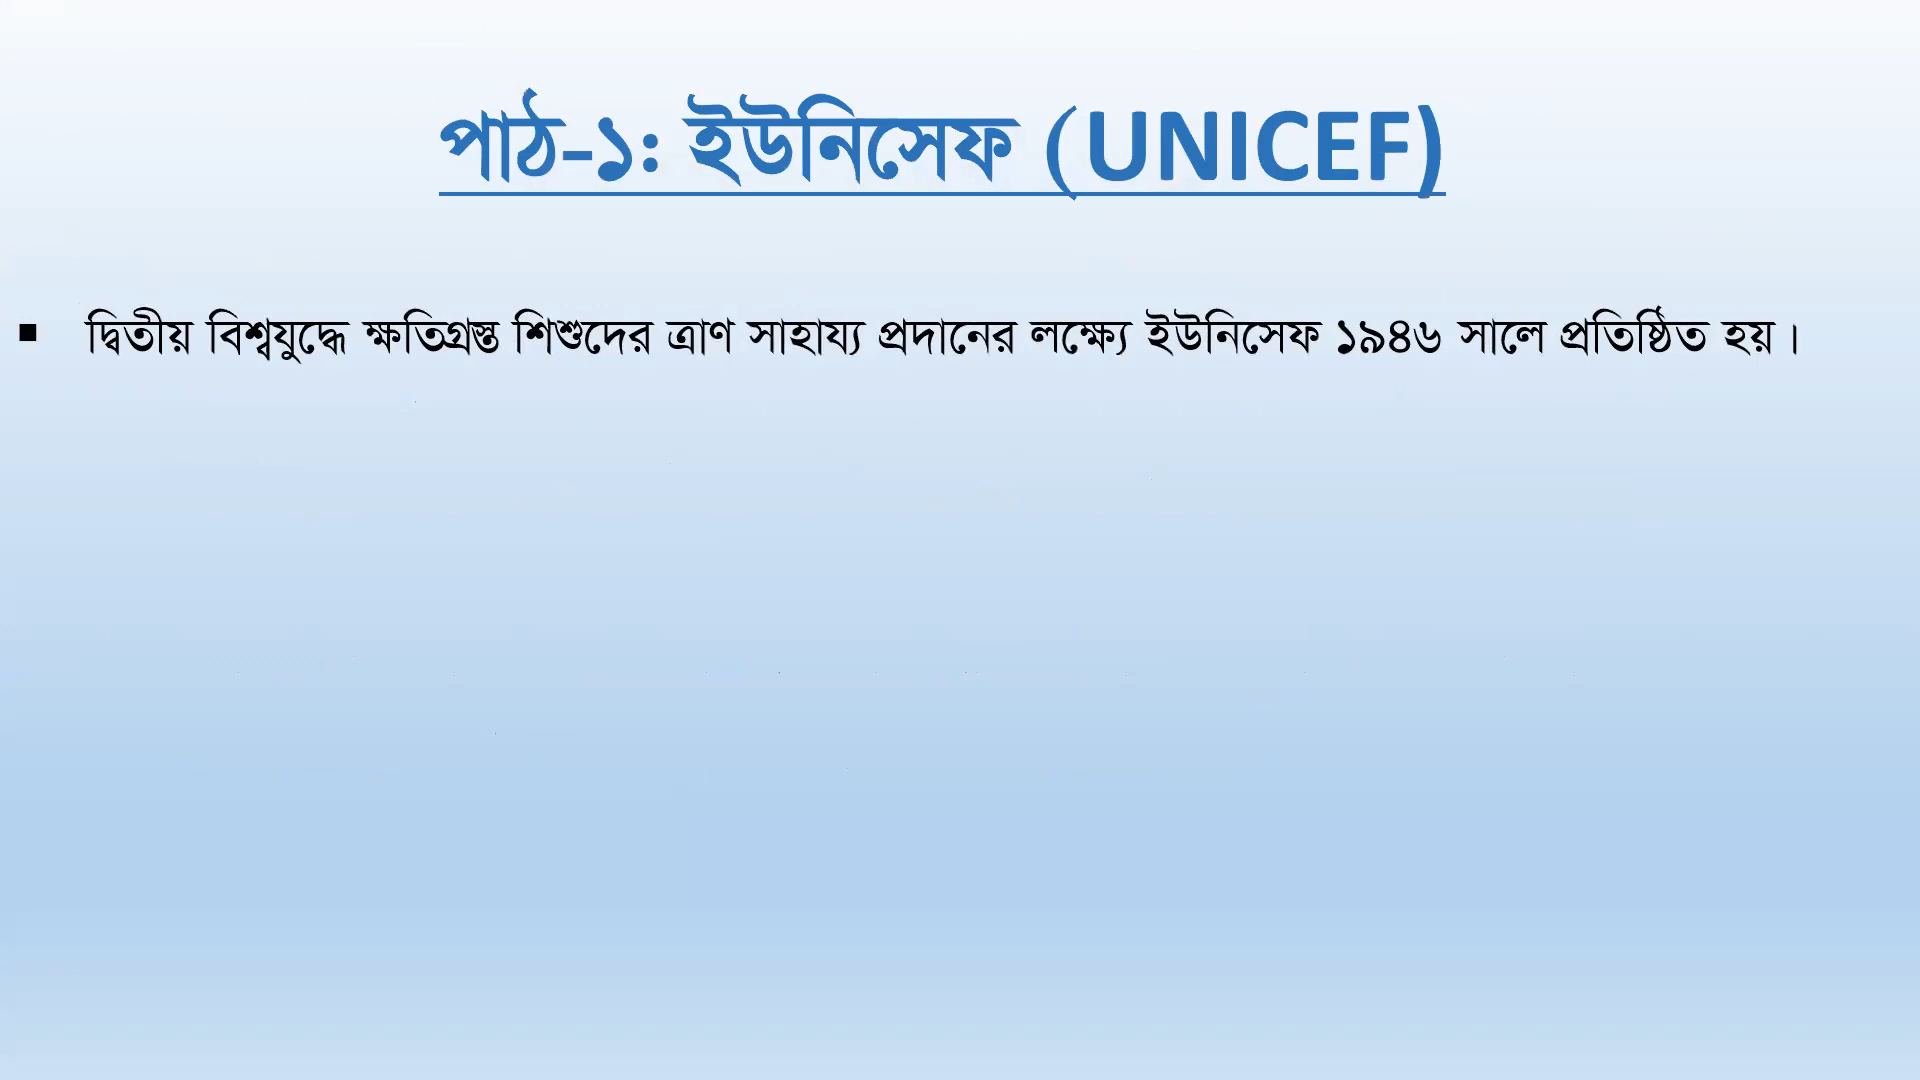 পাঠ-১ঃ ইউনিসেফ (UNICEF)
▪ দ্বিতীয় বিশ্বযুদ্ধে ক্ষতিগ্রস্ত শিশুদের ত্রাণ সাহায্য প্রদানের লক্ষ্যে ইউনিসেফ ১৯৪৬ সালে প্রতিষ্ঠিত হয়।